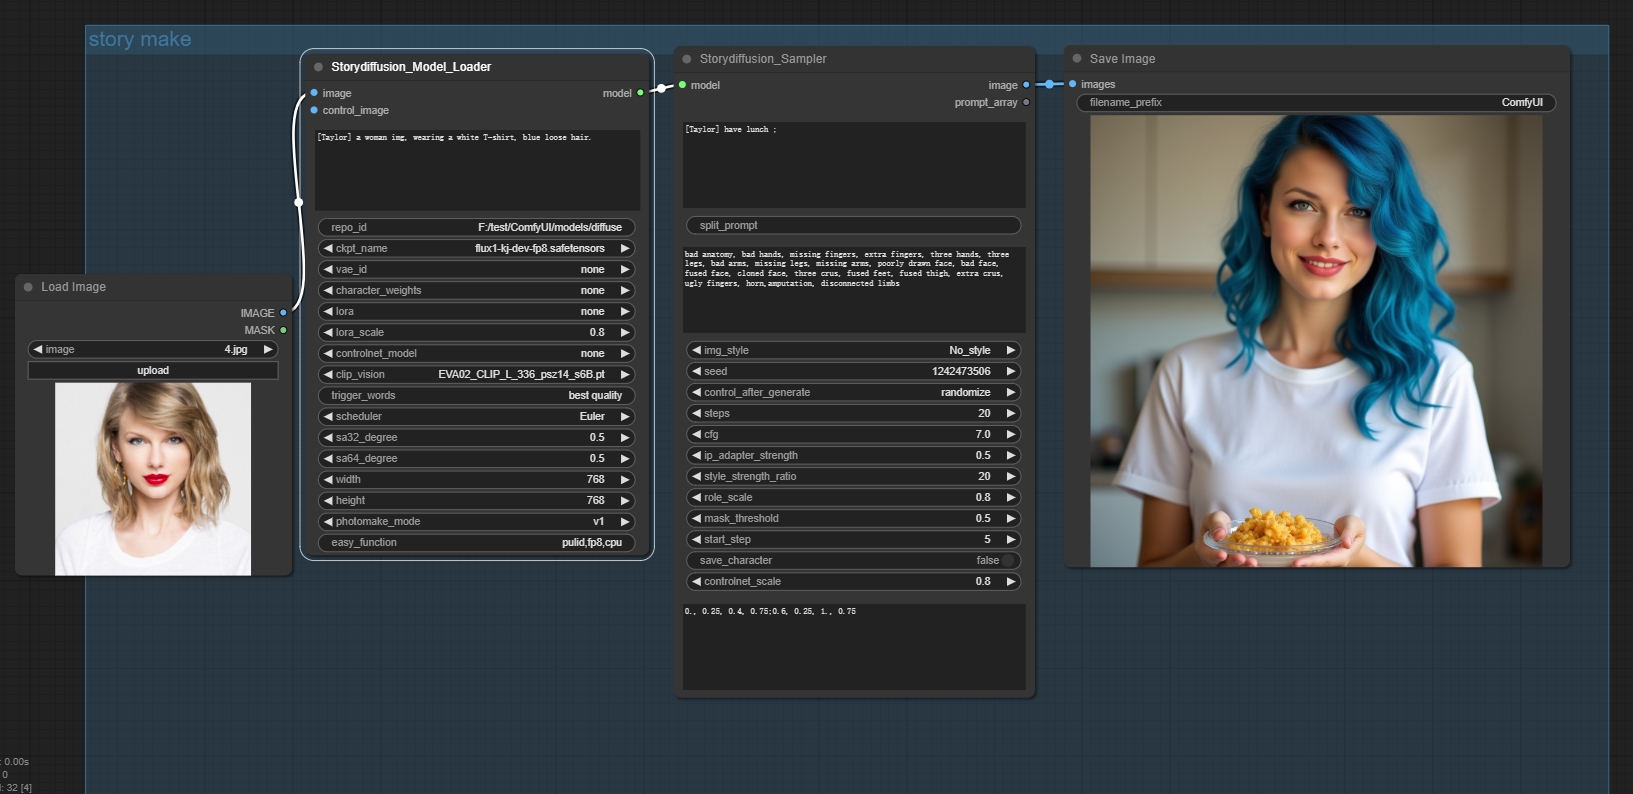 story make
Load Image
IMAGE
MASK
image 4.jpg
upload
Storydiffusion_Model_Loader
image model
control_image
[Taylor] a woman img, wearing a white T-shirt, blue loose hair.
repo_id F:/test/ComfyUI/models/diffuse
ckpt_name flux1-kj-dev-fp8.safetensors
vae_id none
character_weights none
lora none
lora_scale 0.8
controlnet_model none
clip_vision EVA02_CLIP_L_336_psz14_s6B.pt
trigger_words best quality
scheduler Euler
sa32_degree 0.5
sa64_degree 0.5
width 768
height 768
photomake_mode v1
easy_function pulid,fp8,cpu
Storydiffusion_Sampler
model image
prompt_array
[Taylor] have lunch ;
split_prompt
bad anatomy, bad hands, missing fingers, extra fingers, three hands, three
legs, bad arms, missing legs, missing arms, poorly drawn face, bad face,
fused face, cloned face, three crus, fused feet, fused thigh, extra crus,
ugly fingers, horn,amputation, disconnected limbs
img_style No_style
seed 1242473506
control_after_generate randomize
steps 20
cfg 7.0
ip_adapter_strength 0.5
style_strength_ratio 20
role_scale 0.8
mask_threshold 0.5
start_step 5
save_character false
controlnet_scale 0.8
0., 0.25, 0.4, 0.75;0.6, 0.25, 1., 0.75
Save Image
images
filename_prefix ComfyUI
: 0.00s
0
: 32 [4]